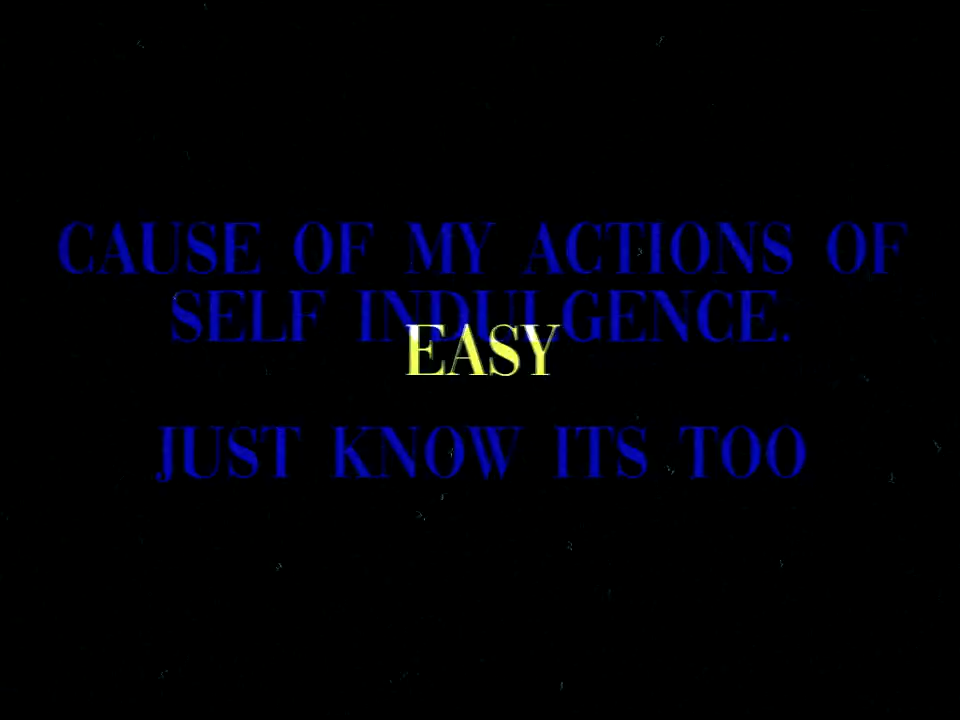 CAUSE OF MY ACTIONS OF
SELF INDULGENCE.
EASY
JUST KNOW ITS TOO